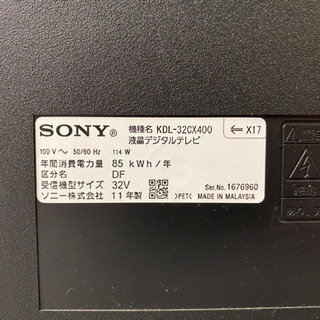 SONY® 機種名 KDL-32CX400
液晶デジタルテレビ
⇐ X17
100 V～ 50/60 Hz 114 W
年間消費電力量 85 kWh/年
区分名 DF
受信機型サイズ 32V
ソニー株式会社 11年製
>PET<
Ser.No. 1676960
MADE IN MALAYSIA